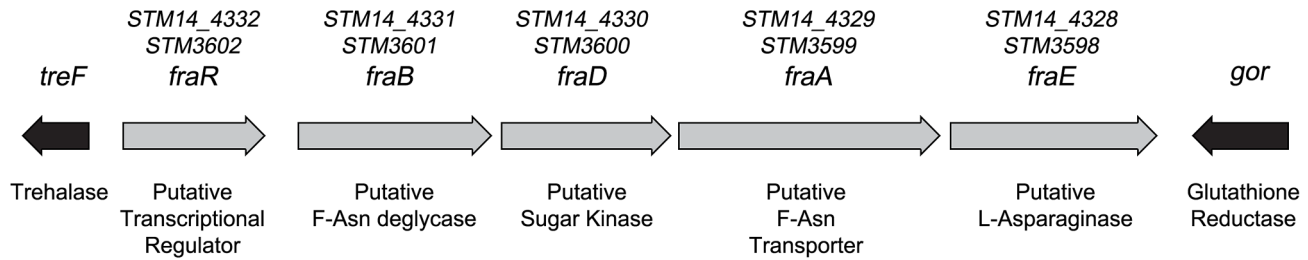 STM14_4332 STM14_4331 STM14_4330 STM14_4329 STM14_4328
STM3602 STM3601 STM3600 STM3599 STM3598
treF fraR fraB fraD fraA fraE gor
Trehalase Putative Putative Putative Putative Putative Glutathione
Transcriptional F-Asn deglycase Sugar Kinase F-Asn L-Asparaginase Reductase
Regulator Transporter